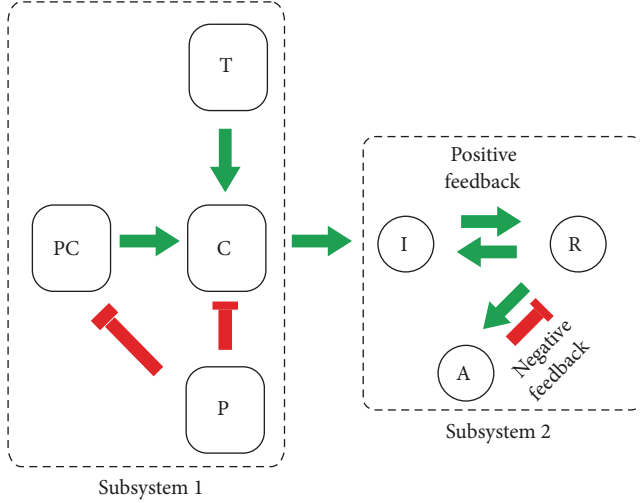 T
Positive
feedback
PC
C
I
R
A
Negative
feedback
P
Subsystem 2
Subsystem 1